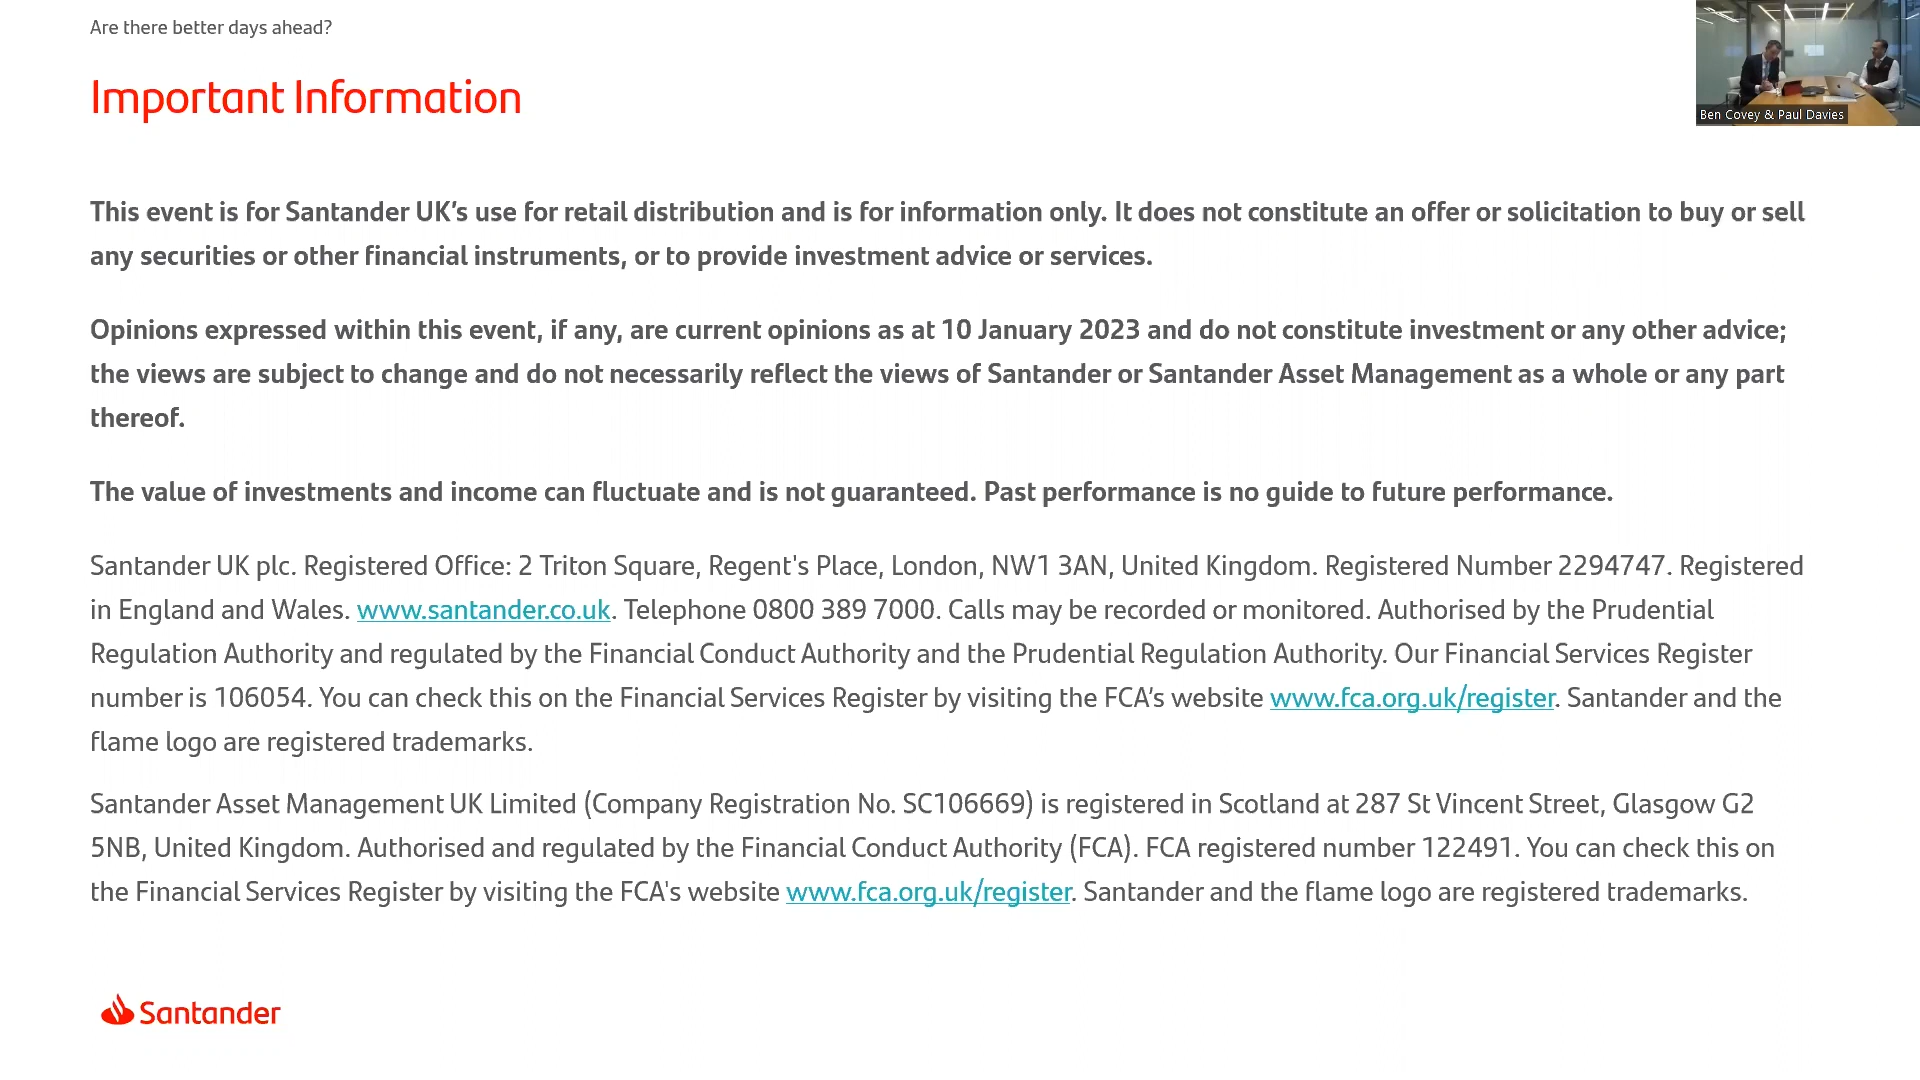 Are there better days ahead?
Important Information
Ben Covey & Paul Davies
This event is for Santander UK’s use for retail distribution and is for information only. It does not constitute an offer or solicitation to buy or sell
any securities or other financial instruments, or to provide investment advice or services.
Opinions expressed within this event, if any, are current opinions as at 10 January 2023 and do not constitute investment or any other advice;
the views are subject to change and do not necessarily reflect the views of Santander or Santander Asset Management as a whole or any part
thereof.
The value of investments and income can fluctuate and is not guaranteed. Past performance is no guide to future performance.
Santander UK plc. Registered Office: 2 Triton Square, Regent's Place, London, NW1 3AN, United Kingdom. Registered Number 2294747. Registered
in England and Wales. www.santander.co.uk. Telephone 0800 389 7000. Calls may be recorded or monitored. Authorised by the Prudential
Regulation Authority and regulated by the Financial Conduct Authority and the Prudential Regulation Authority. Our Financial Services Register
number is 106054. You can check this on the Financial Services Register by visiting the FCA’s website www.fca.org.uk/register. Santander and the
flame logo are registered trademarks.
Santander Asset Management UK Limited (Company Registration No. SC106669) is registered in Scotland at 287 St Vincent Street, Glasgow G2
5NB, United Kingdom. Authorised and regulated by the Financial Conduct Authority (FCA). FCA registered number 122491. You can check this on
the Financial Services Register by visiting the FCA's website www.fca.org.uk/register. Santander and the flame logo are registered trademarks.
Santander